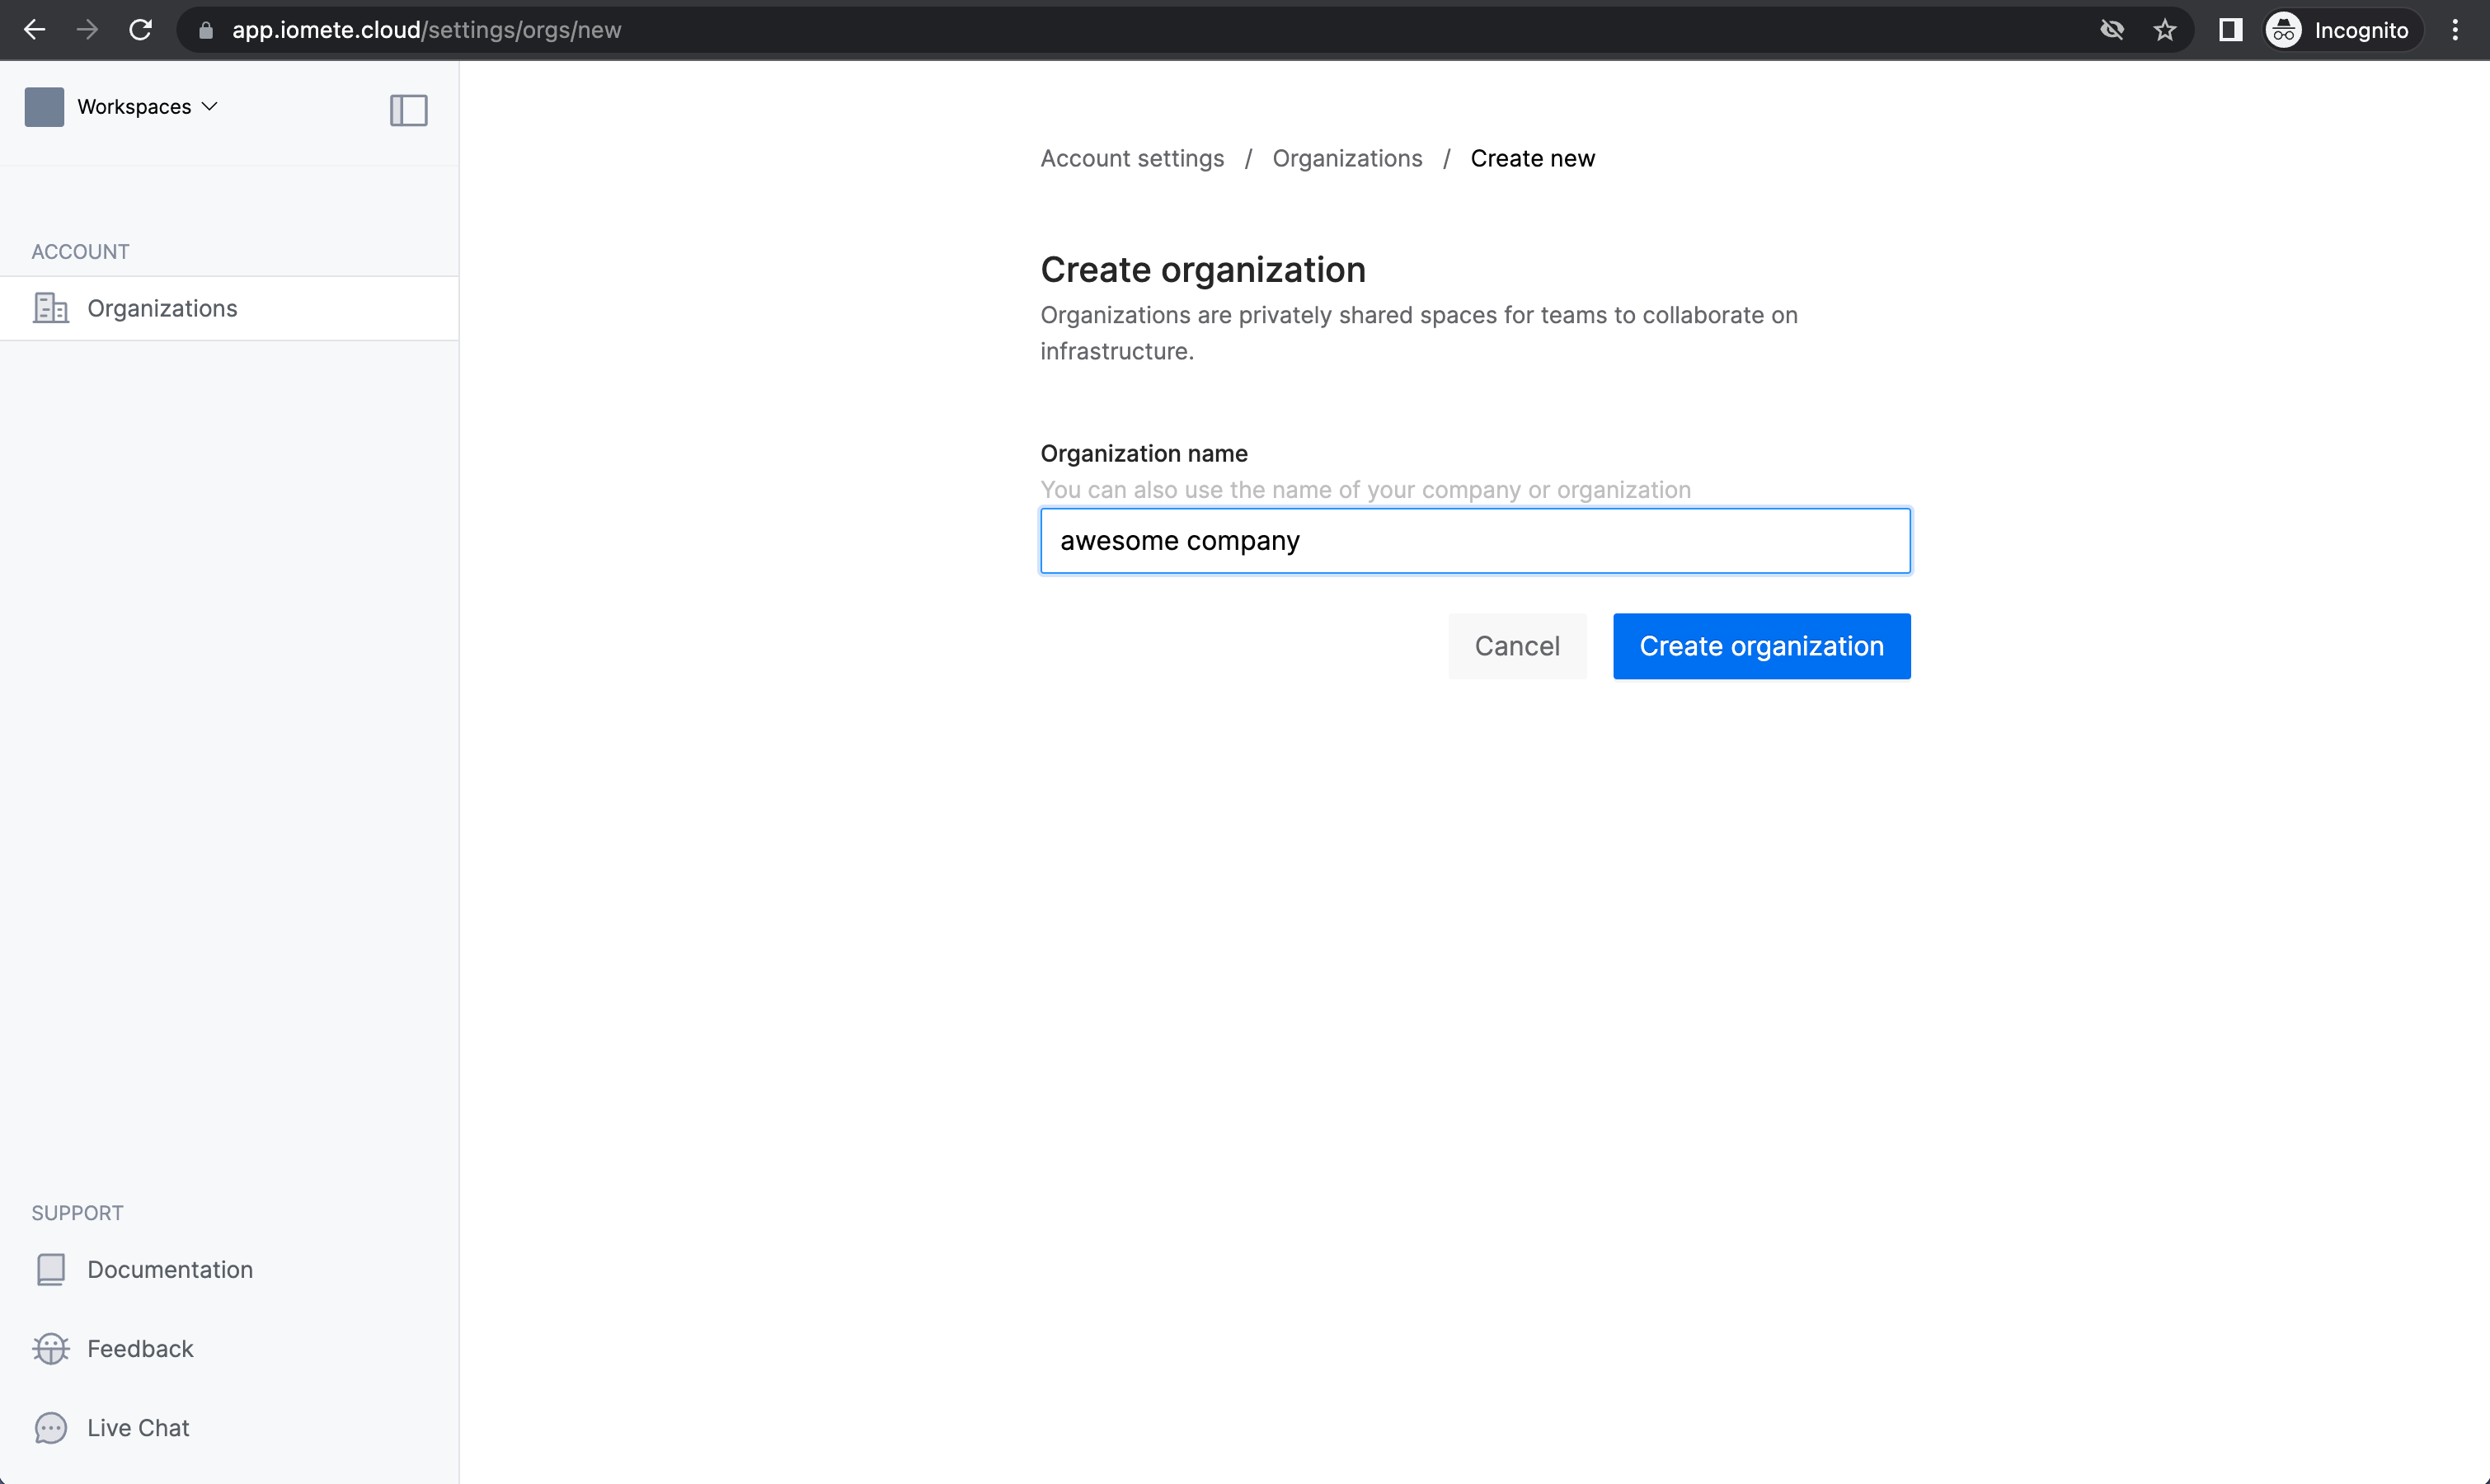 app.iomete.cloud/settings/orgs/new
Incognito
Workspaces
ACCOUNT
Organizations
Account settings / Organizations / Create new
Create organization
Organizations are privately shared spaces for teams to collaborate on
infrastructure.
Organization name
You can also use the name of your company or organization
awesome company
Cancel
Create organization
SUPPORT
Documentation
Feedback
Live Chat